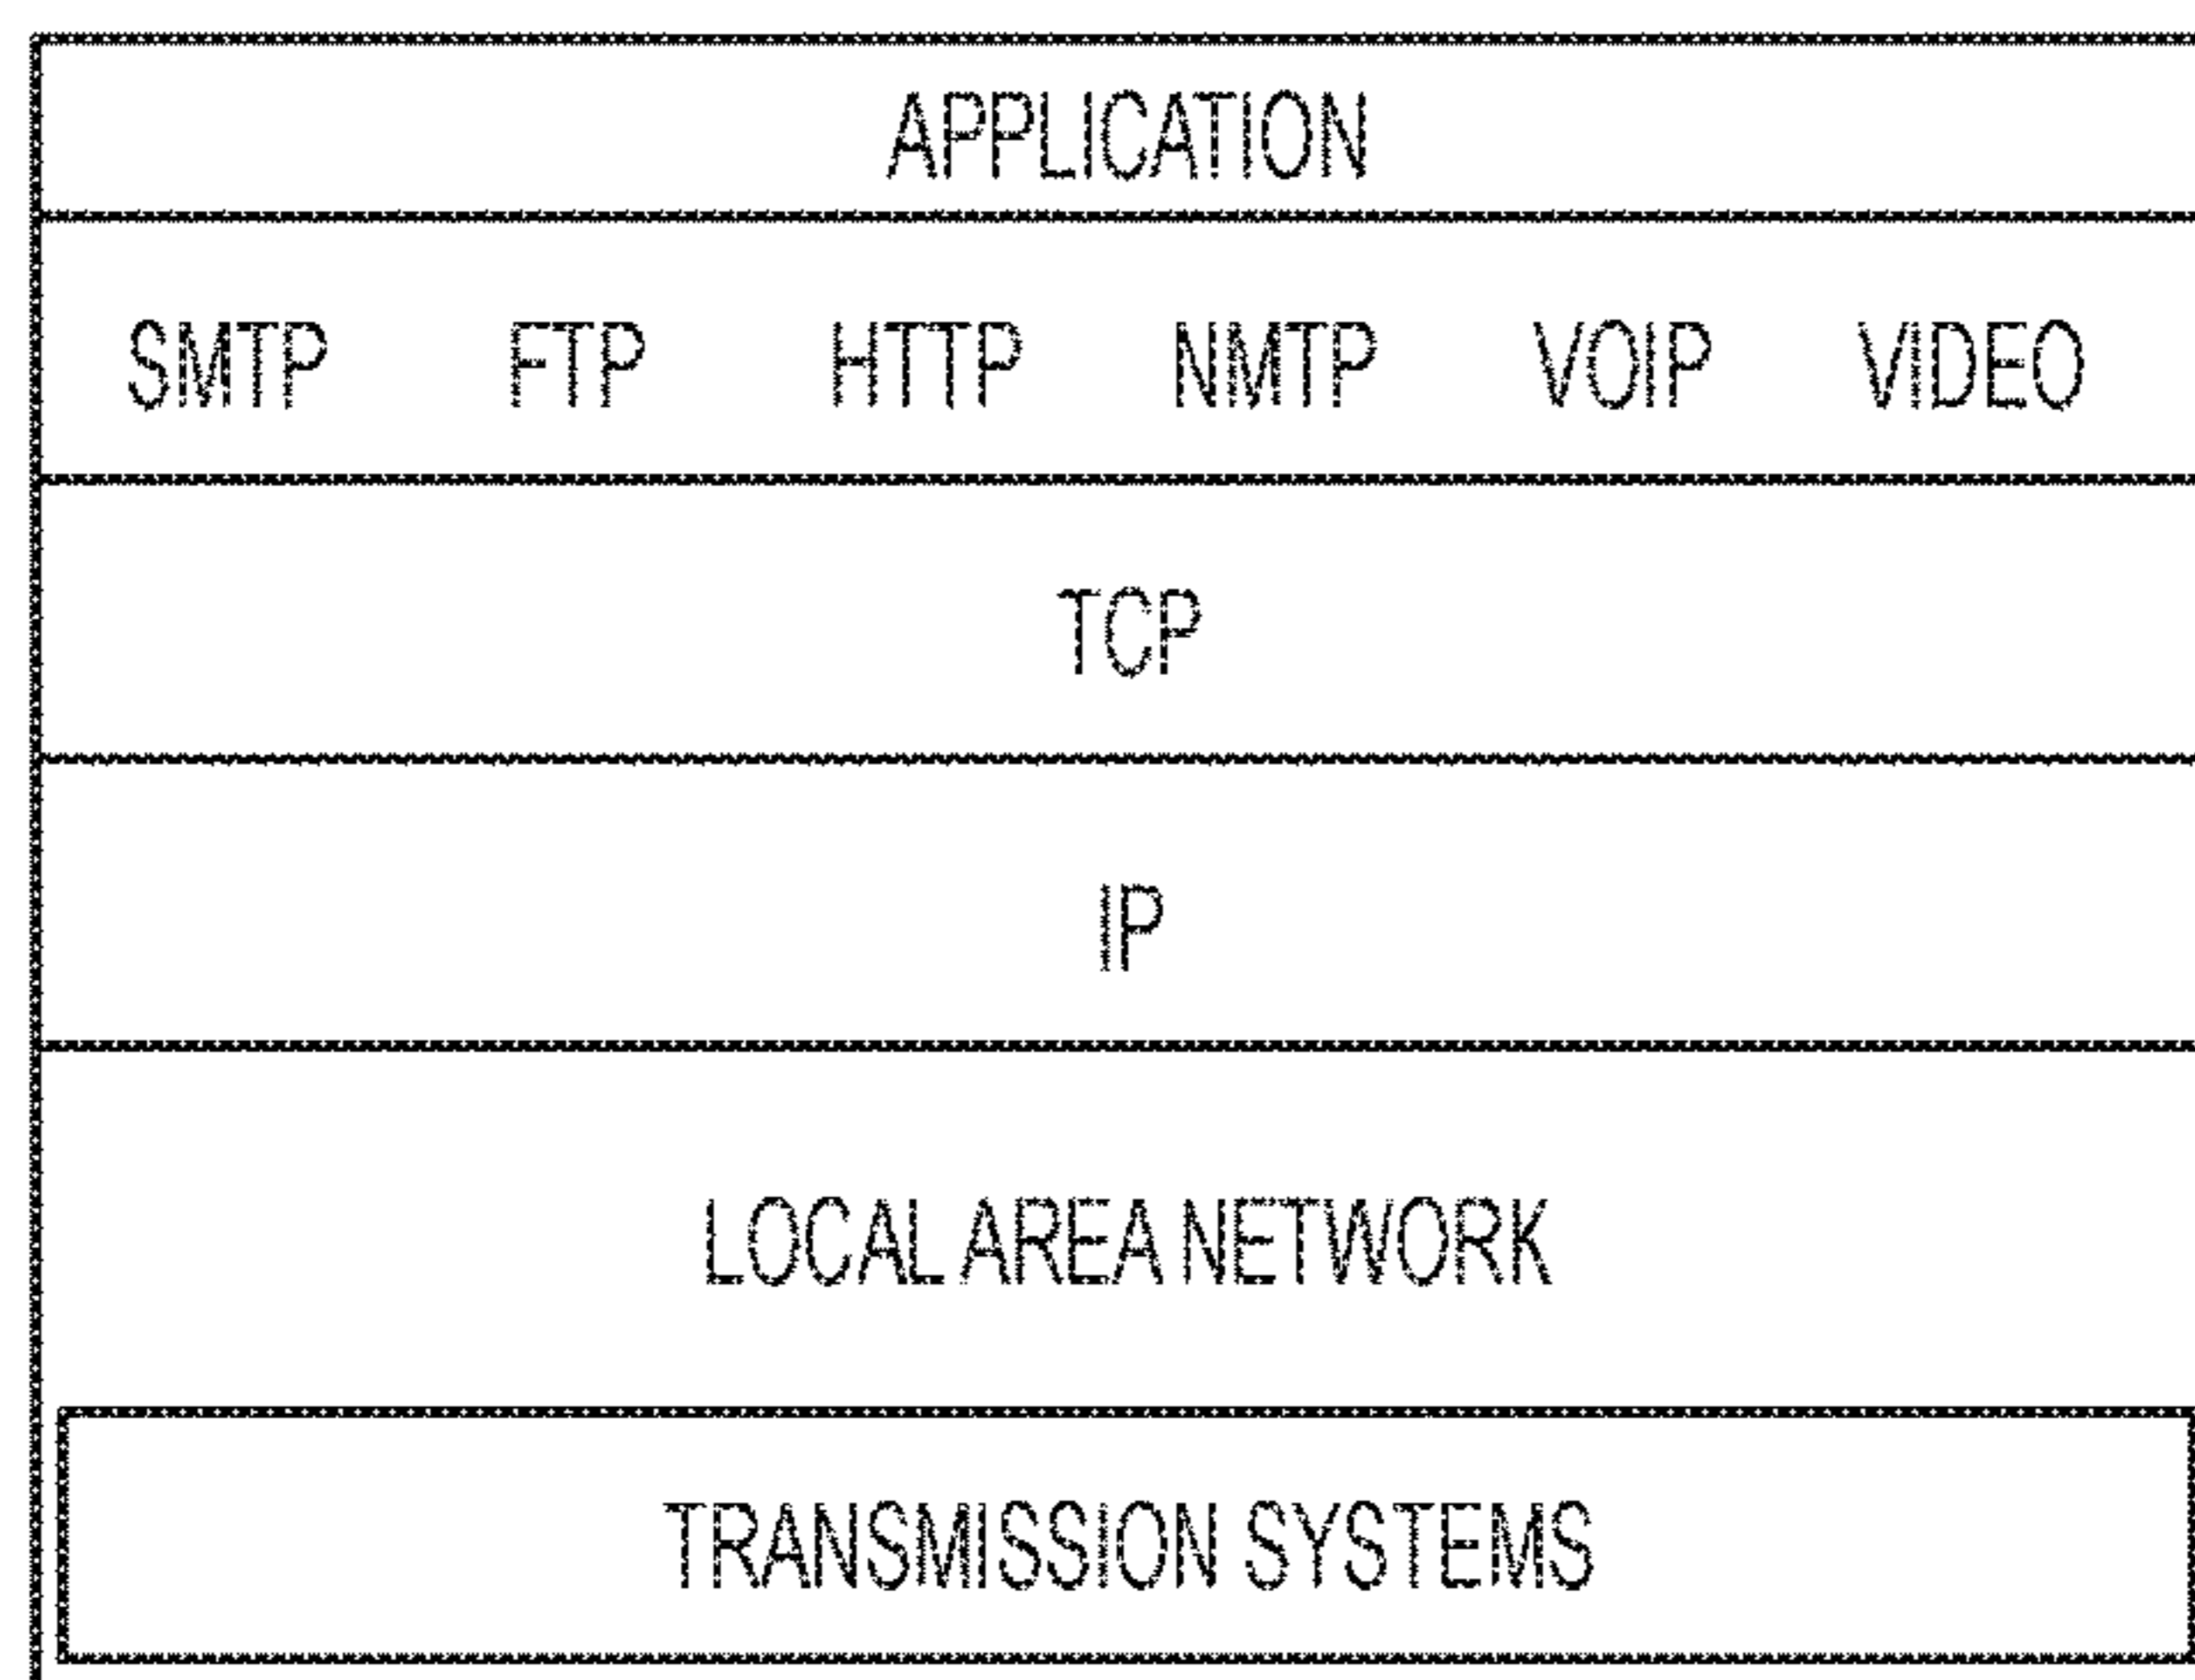 APPLICATION
SMTP FTP HTTP NMTP VOIP VIDEO
TCP
IP
LOCAL AREA NETWORK
TRANSMISSION SYSTEMS